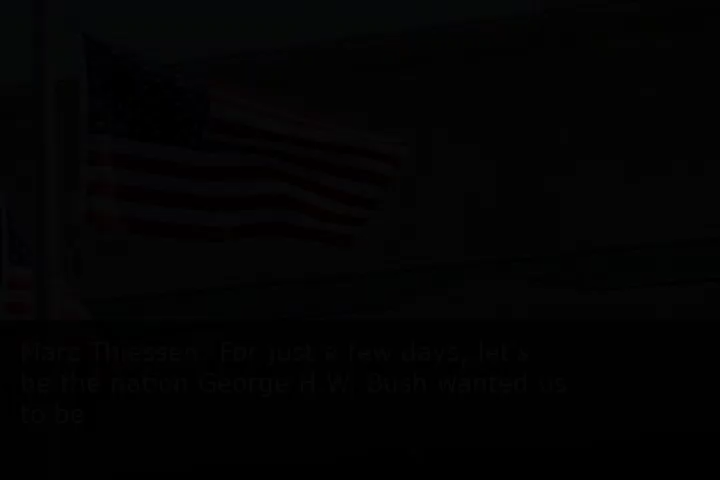 Marc Thiessen: For just a few days, let's
be the nation George H.W. Bush wanted us
to be